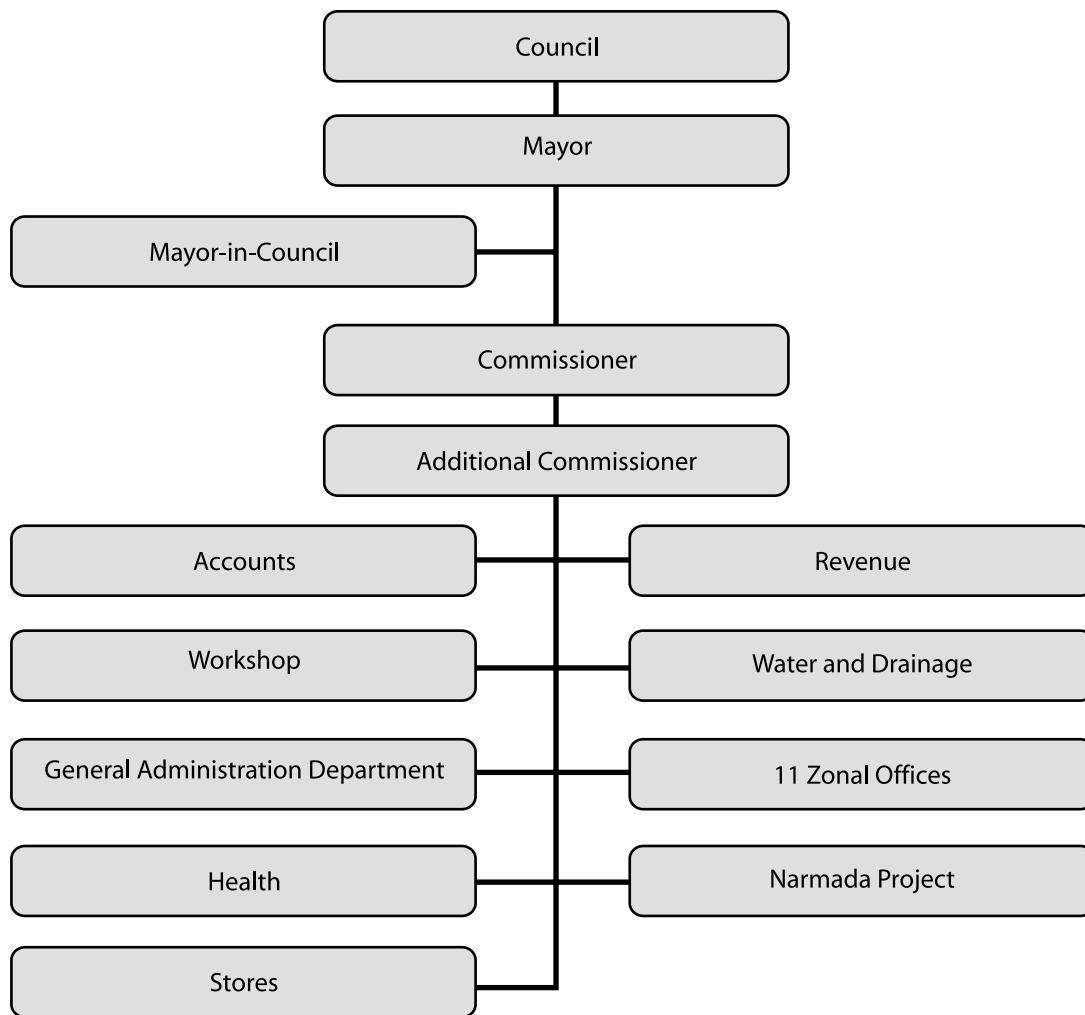 Council
Mayor
Mayor-in-Council
Commissioner
Additional Commissioner
Accounts
Revenue
Workshop
Water and Drainage
General Administration Department
11 Zonal Offices
Health
Narmada Project
Stores